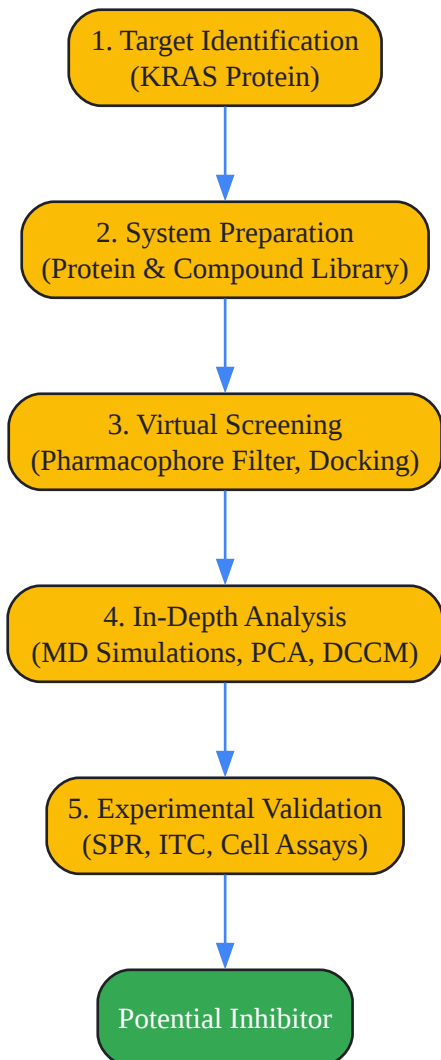 1. Target Identification
(KRAS Protein)
2. System Preparation
(Protein & Compound Library)
3. Virtual Screening
(Pharmacophore Filter, Docking)
4. In-Depth Analysis
(MD Simulations, PCA, DCCM)
5. Experimental Validation
(SPR, ITC, Cell Assays)
Potential Inhibitor